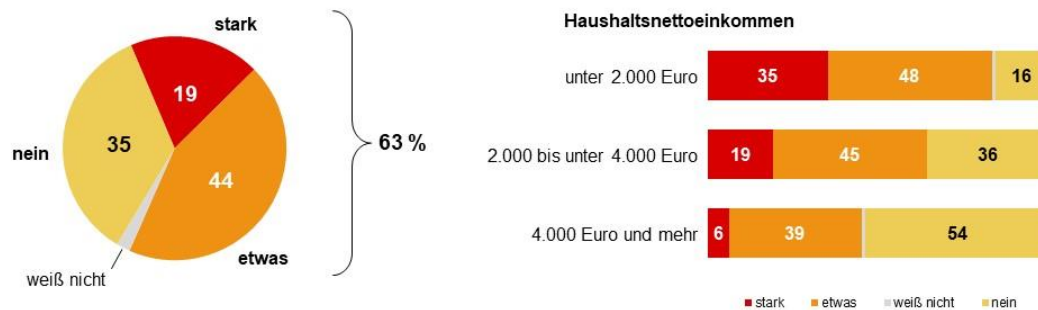 stark
19
nein
35
63 %
44
etwas
weiß nicht
Haushaltsnettoeinkommen
unter 2.000 Euro 35 48 16
2.000 bis unter 4.000 Euro 19 45 36
4.000 Euro und mehr 6 39 54
stark etwas weiß nicht nein